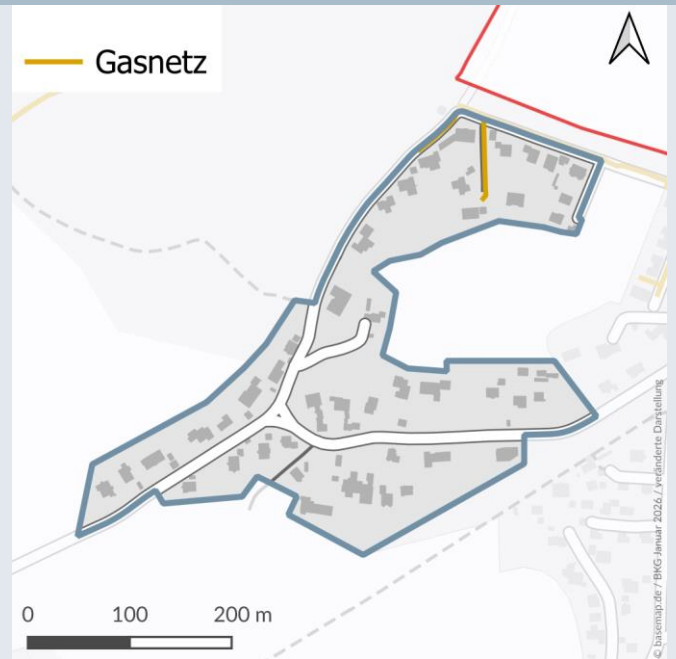 Gasnetz
0 100 200 m
© basemap.de / BKG Januar 2026 / veränderte Darstellung